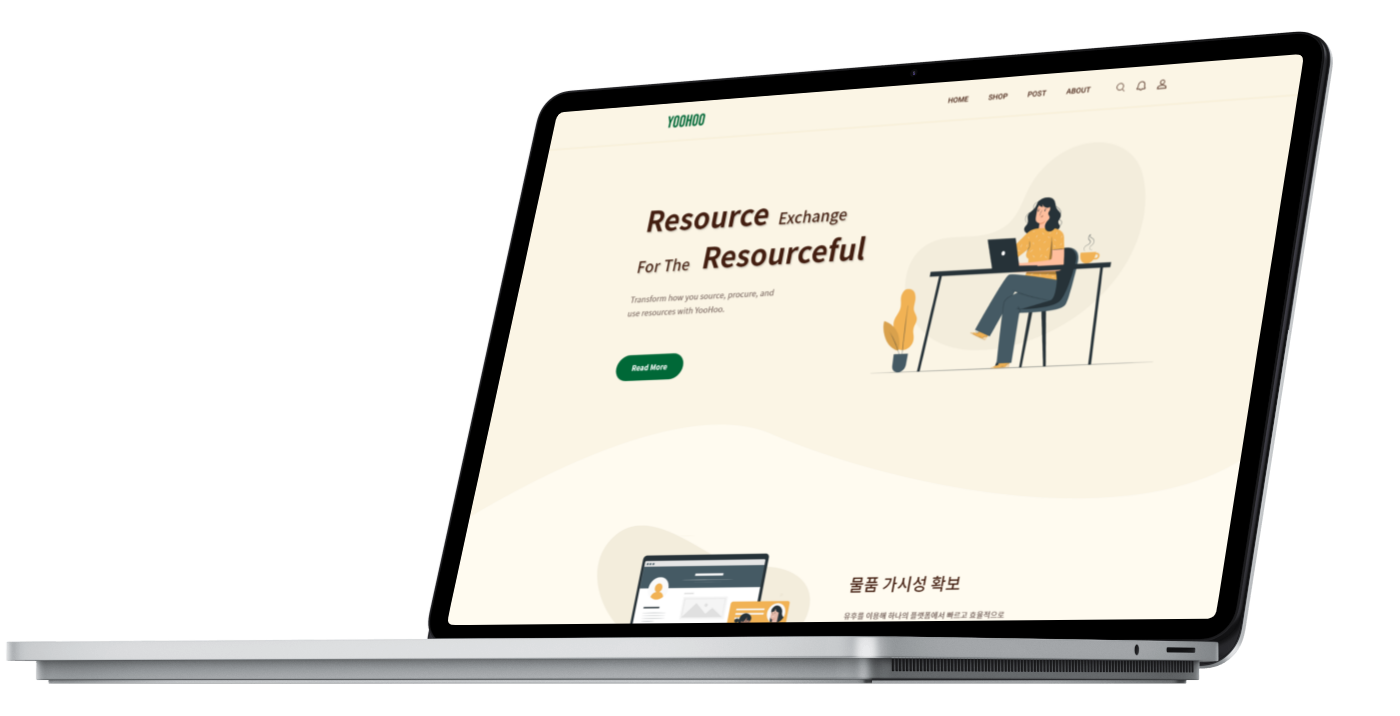 YOOHOO
HOME SHOP POST ABOUT
Resource Exchange
For The Resourceful
Transform how you source, procure, and
use resources with YooHoo.
Read More
물품 가시성 확보
유후를 이용해 하나의 플랫폼에서 빠르고 효율적으로